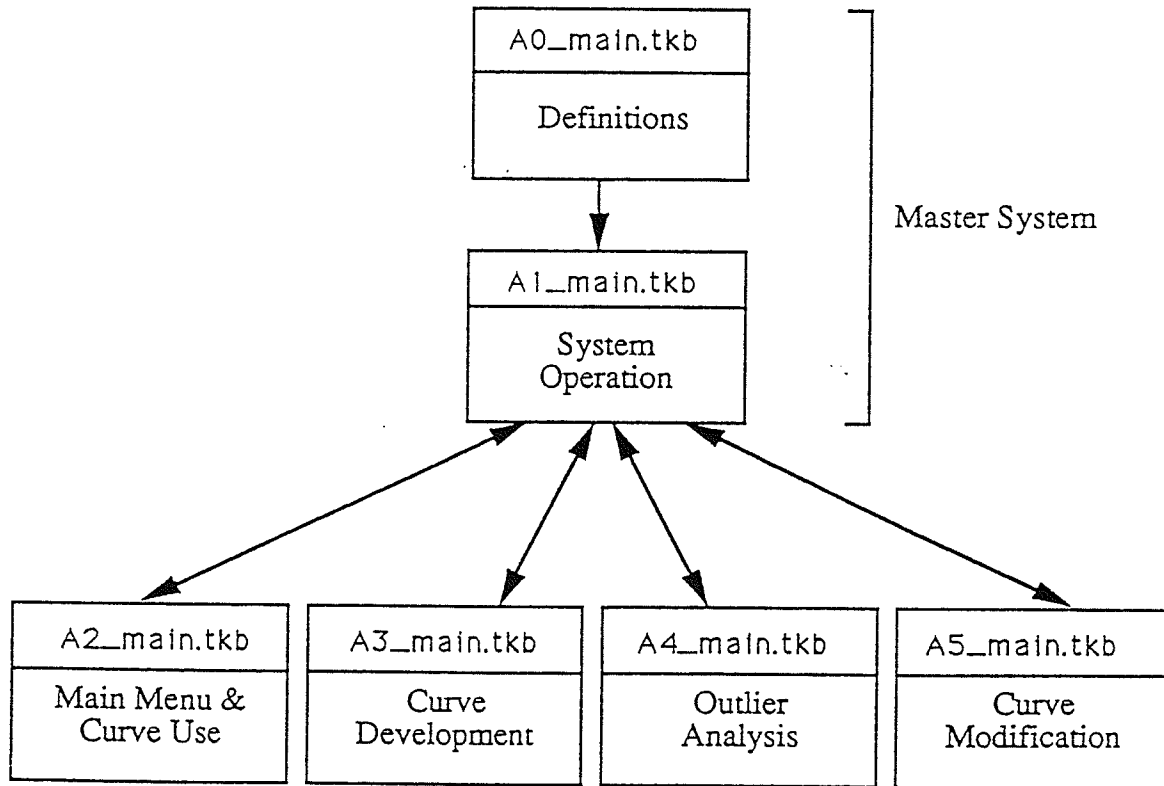 A0_main.tkb
Definitions
Master System
A1_main.tkb
System
Operation
A2_main.tkb
Main Menu &
Curve Use
A3_main.tkb
Curve
Development
A4_main.tkb
Outlier
Analysis
A5_main.tkb
Curve
Modification